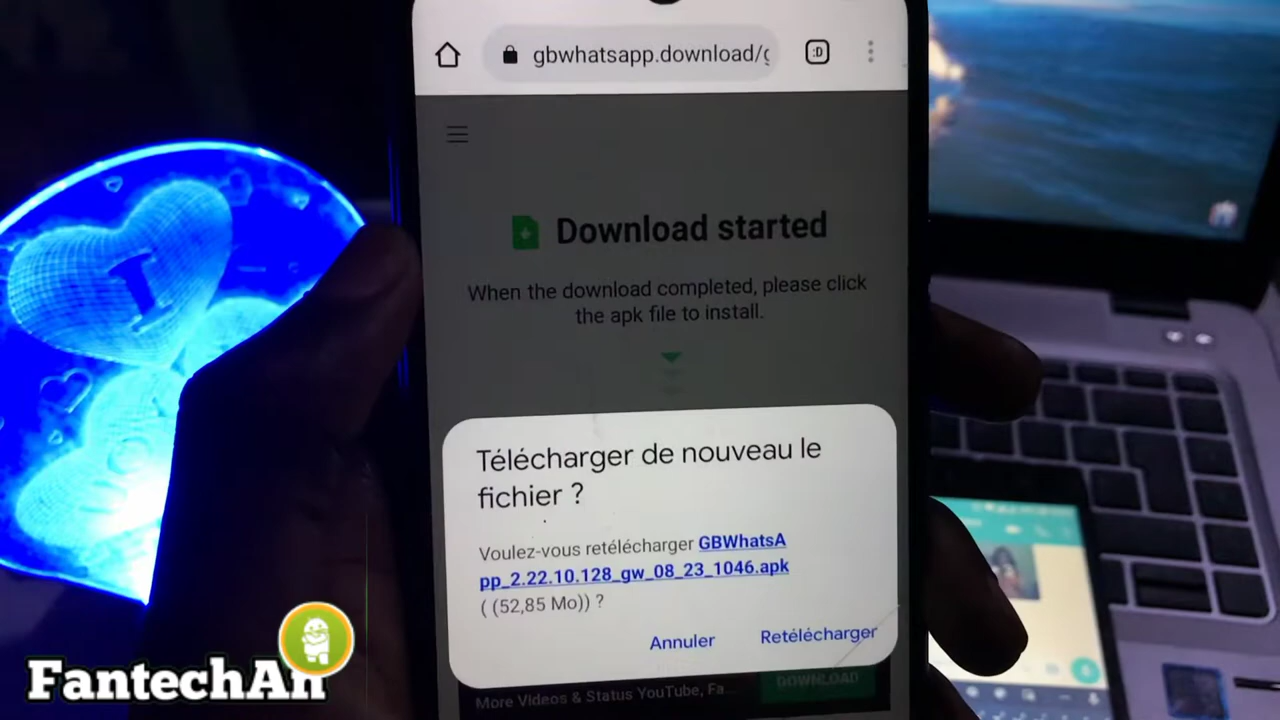 gbwhatsapp.download/g
:D
Download started
When the download completed, please click
the apk file to install.
Télécharger de nouveau le
fichier ?
Voulez-vous retélécharger GBWhatsA
pp_2.22.10.128_gw_08_23_1046.apk
( (52,85 Mo)) ?
Annuler Retélécharger
More Videos & Status YouTube, Fa...
DOWNLOAD
I
FantechAn